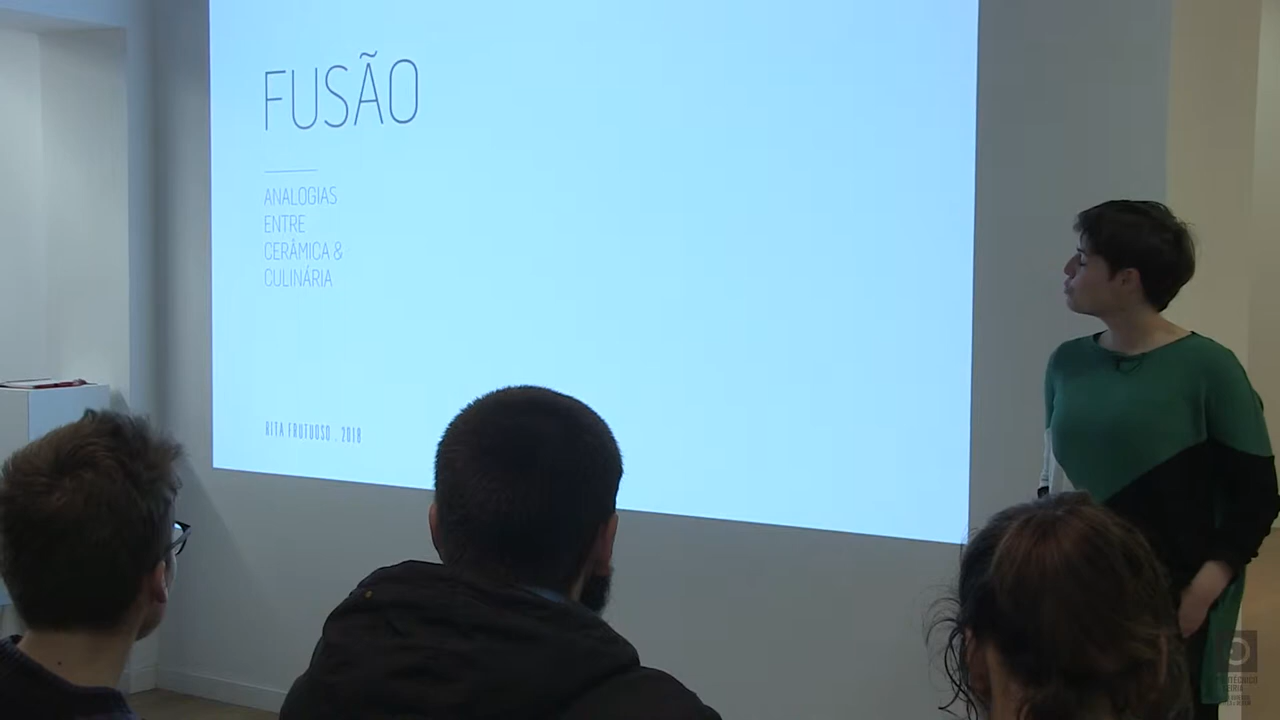 FUSÃO
ANALOGIAS
ENTRE
CERÂMICA &
CULINÁRIA
RITA FRUTUOSO . 2018